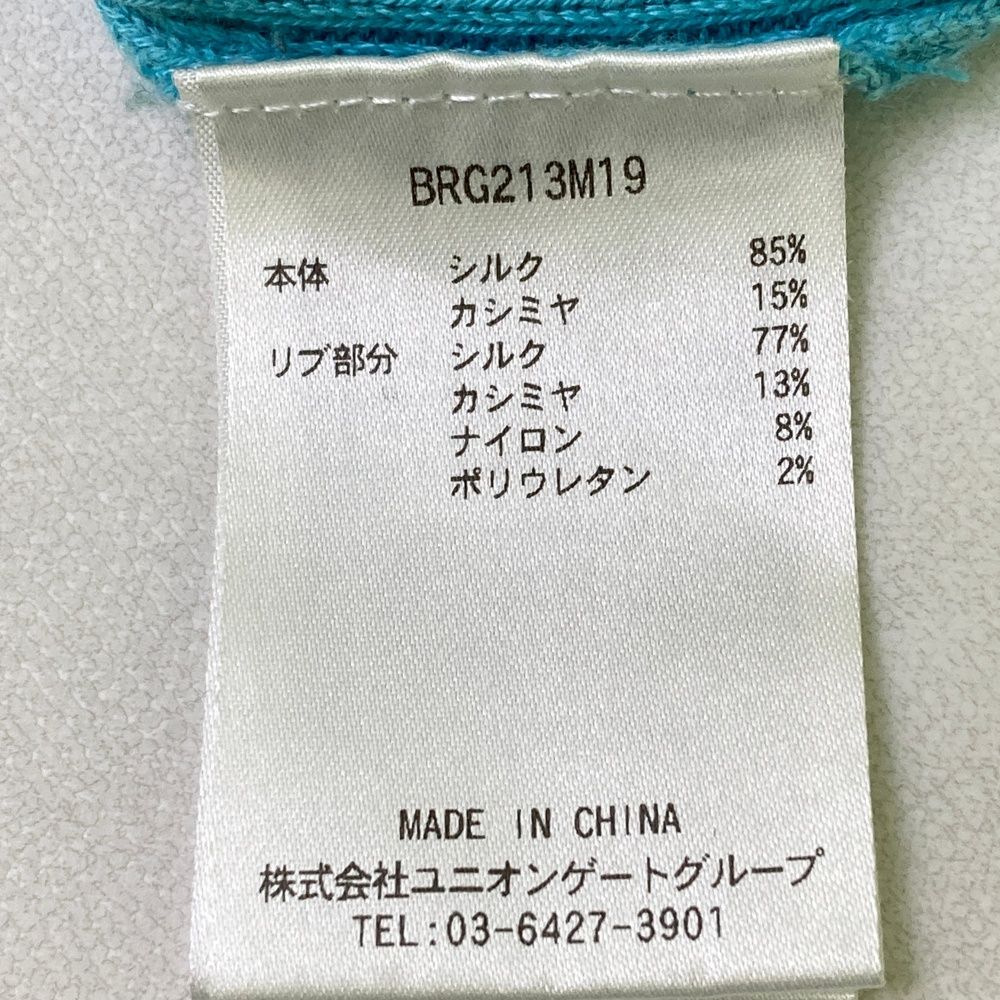 BRG213M19
本体 シルク 85%
カシミヤ 15%
リブ部分 シルク 77%
カシミヤ 13%
ナイロン 8%
ポリウレタン 2%
MADE IN CHINA
株式会社ユニオンゲートグループ
TEL:03-6427-3901